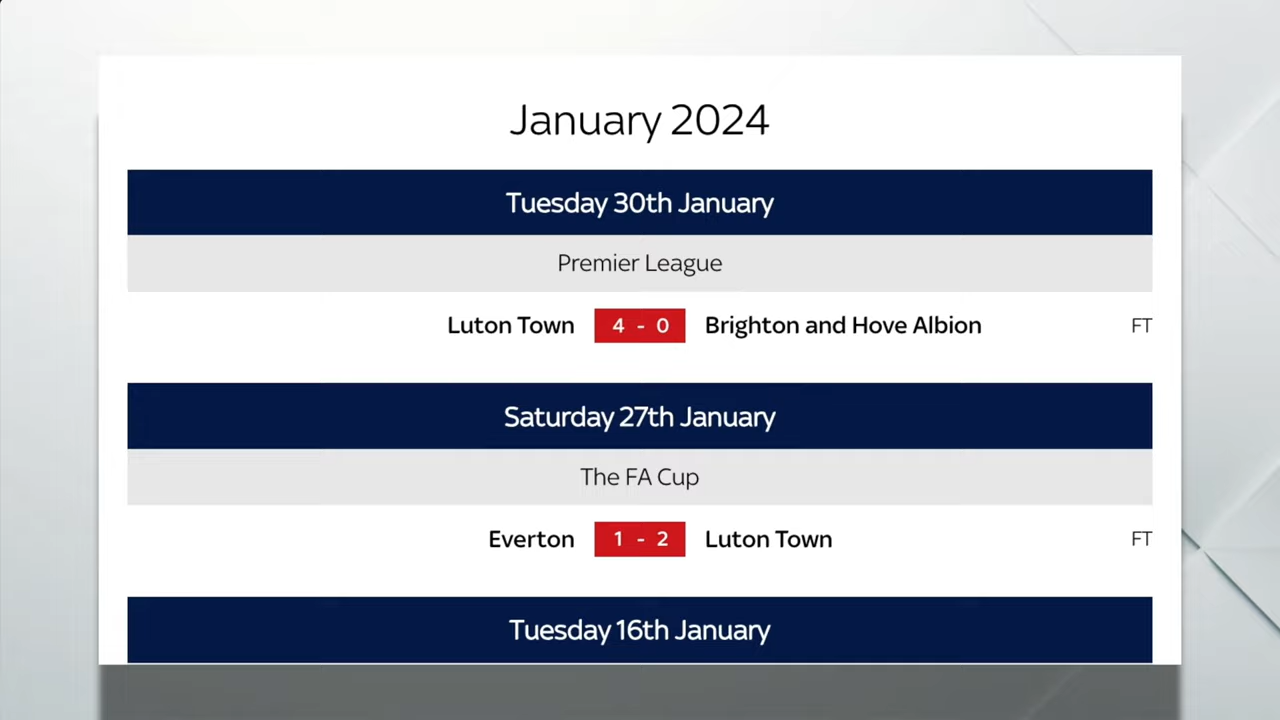 January 2024
Tuesday 30th January
Premier League
Luton Town 4 - 0 Brighton and Hove Albion FT
Saturday 27th January
The FA Cup
Everton 1 - 2 Luton Town FT
Tuesday 16th January